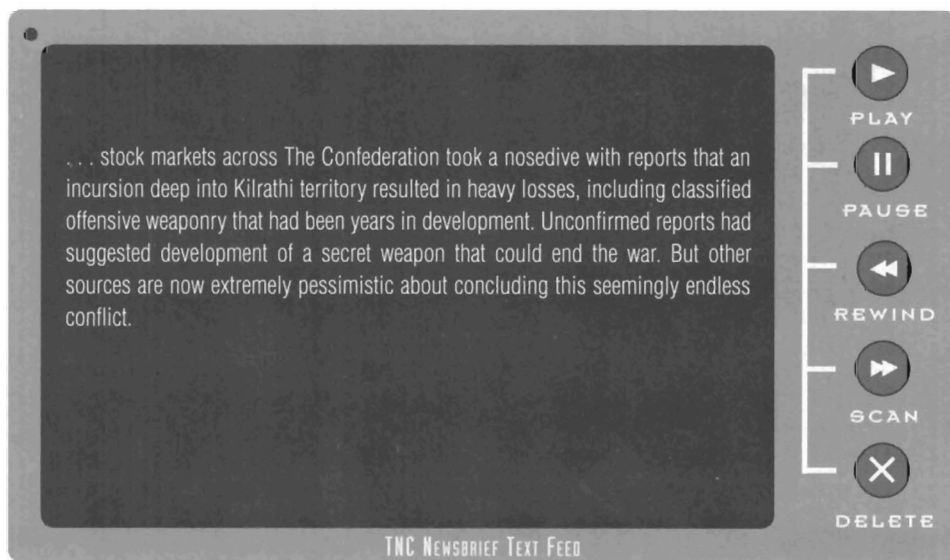 . . . stock markets across The Confederation took a nosedive with reports that an
incursion deep into Kilrathi territory resulted in heavy losses, including classified
offensive weaponry that had been years in development. Unconfirmed reports had
suggested development of a secret weapon that could end the war. But other
sources are now extremely pessimistic about concluding this seemingly endless
conflict.
TNC NEWSBRIEF TEXT FEED
PLAY
PAUSE
REWIND
SCAN
DELETE